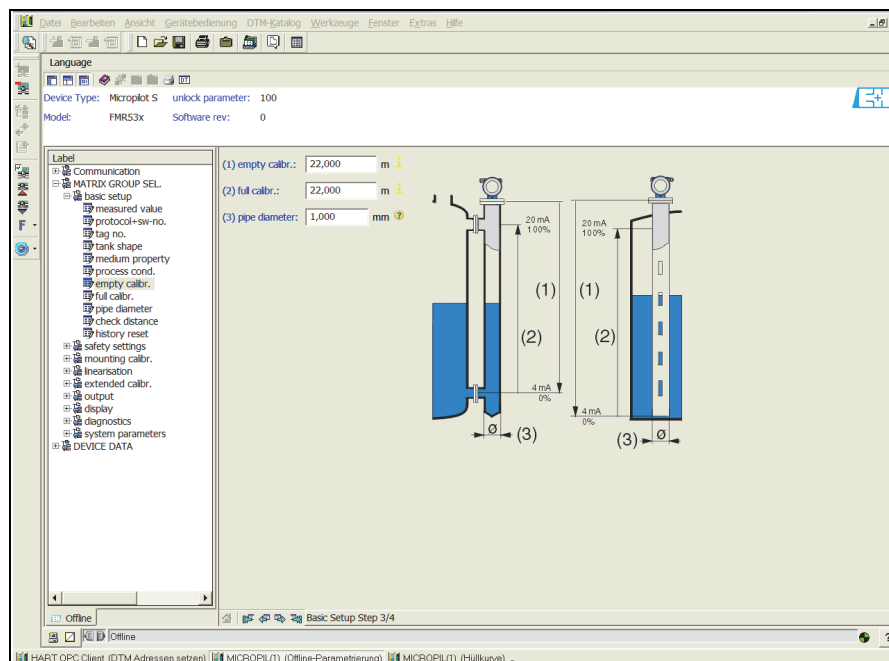 Datei Bearbeiten Ansicht Gerätebedienung DTM-Katalog Werkzeuge Fenster Extras Hilfe
Language
Device Type: Micropilot S unlock parameter: 100
Model: FMR53x Software rev: 0
Label
Communication
MATRIX GROUP SEL.
basic setup
measured value
protocol+sw-no.
tag no.
tank shape
medium property
process cond.
empty calibr.
full calibr.
pipe diameter
check distance
history reset
safety settings
mounting calibr.
linearisation
extended calibr.
output
display
diagnostics
system parameters
DEVICE DATA
Offline
(1) empty calibr.: 22,000 m
(2) full calibr.: 22,000 m
(3) pipe diameter: 1,000 mm ?
20 mA
100%
(1)
(2)
4 mA
0%
ø
(3)
20 mA
100%
(1)
(2)
4 mA
0%
(3)
ø
Basic Setup Step 3/4
Offline
HART OPC Client (DTM Adressen setzen) MICROPIL(1) (Offline-Parametrierung) MICROPIL(1) (Hüllkurve)